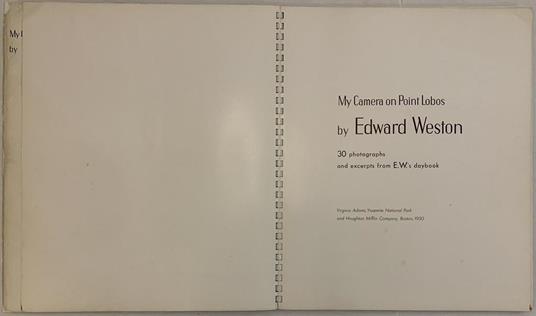 My
by
My Camera on Point Lobos
by Edward Weston
30 photographs
and excerpts from E.W.'s daybook
Virginia Adams, Yosemite National Park
and Houghton Mifflin Company, Boston, 1950